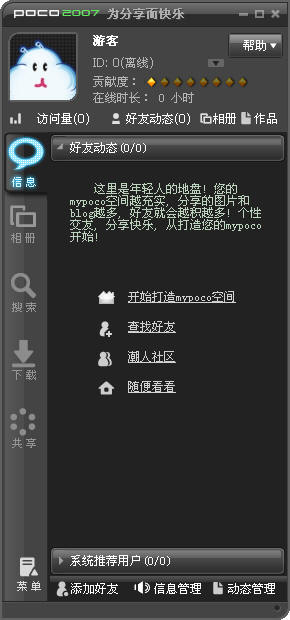 poco 2007 为分享而快乐
游客
帮助
ID: 0(离线)
贡献度:
在线时长: 0 小时
访问量(0) 好友动态(0) 相册 作品
好友动态(0/0)
信息
这里是年轻人的地盘! 您的
mypoco空间越充实, 分享的图片和
blog越多, 好友就会越积越多! 个性
交友, 分享快乐, 从打造您的mypoco
开始!
相册
搜索
下载
共享
开始打造mypoco空间
查找好友
潮人社区
随便看看
系统推荐用户(0/0)
菜单
添加好友 信息管理 动态管理